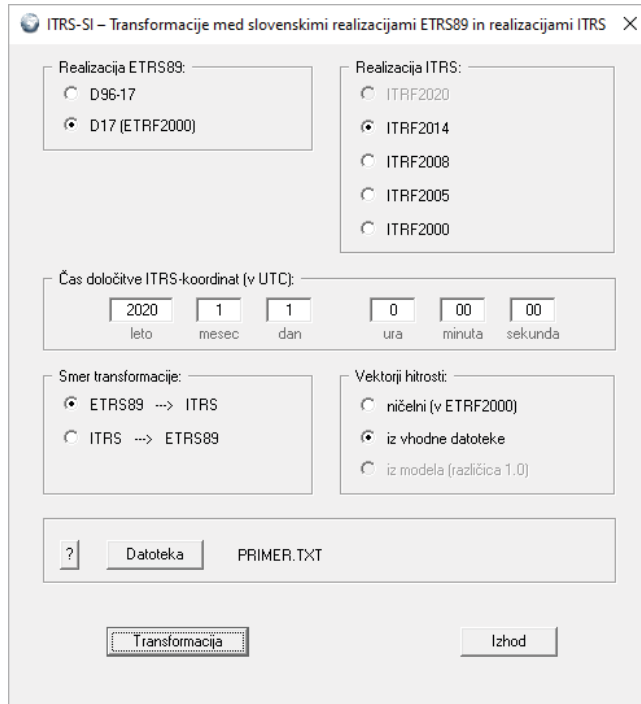 ITRS-SI – Transformacije med slovenskimi realizacijami ETRS89 in realizacijami ITRS
Realizacija ETRS89:
D96-17
D17 (ETRF2000)
Realizacija ITRS:
ITRF2020
ITRF2014
ITRF2008
ITRF2005
ITRF2000
Čas določitve ITRS-koordinat (v UTC):
2020 1 1 0 00 00
leto mesec dan ura minuta sekunda
Smer transformacije:
ETRS89 ---> ITRS
ITRS ---> ETRS89
Vektorji hitrosti:
ničelni (v ETRF2000)
iz vhodne datoteke
iz modela (različica 1.0)
? Datoteka PRIMER.TXT
Transformacija Izhod